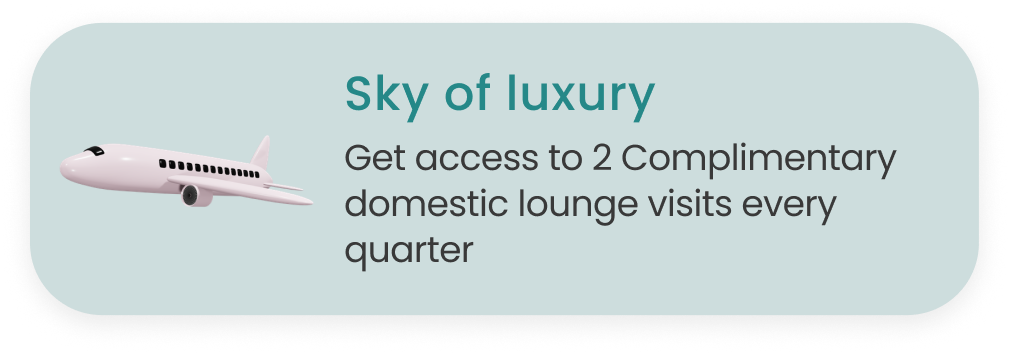 Sky of luxury
Get access to 2 Complimentary
domestic lounge visits every
quarter